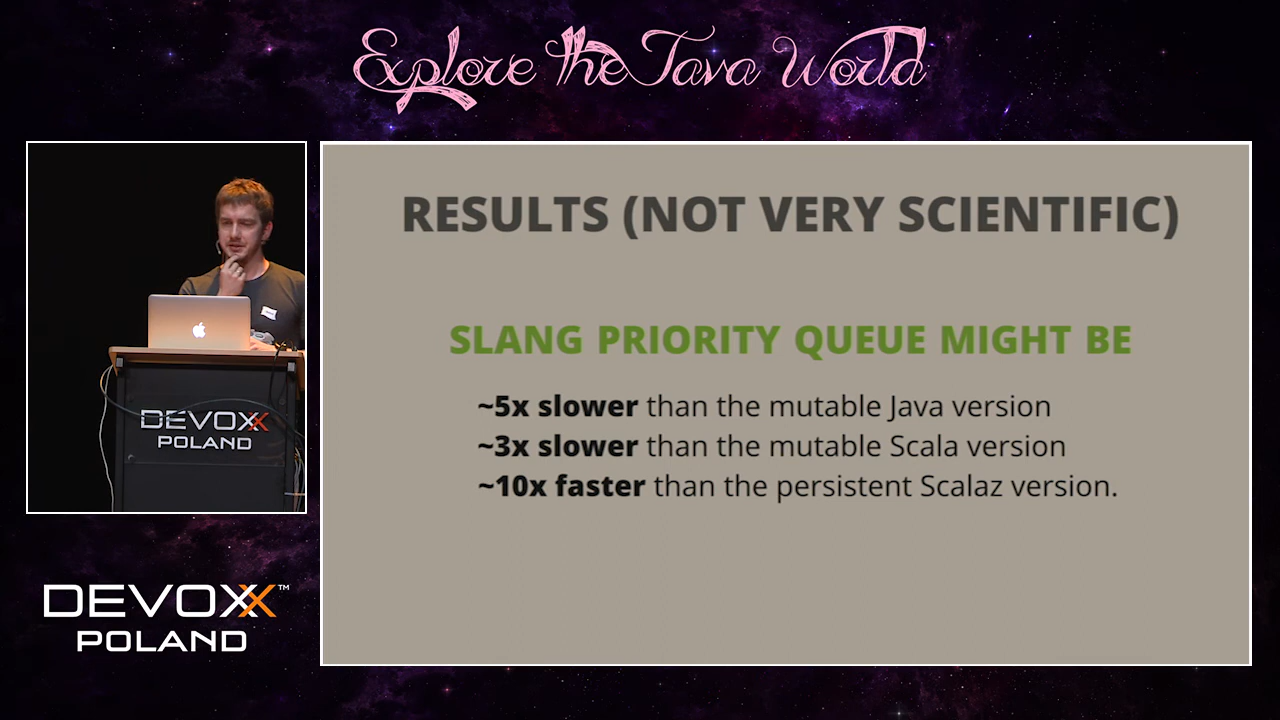 Explore the Java World
RESULTS (NOT VERY SCIENTIFIC)
SLANG PRIORITY QUEUE MIGHT BE
~5x slower than the mutable Java version
~3x slower than the mutable Scala version
~10x faster than the persistent Scalaz version.
DEVOXX
POLAND
DEVOXX™
POLAND